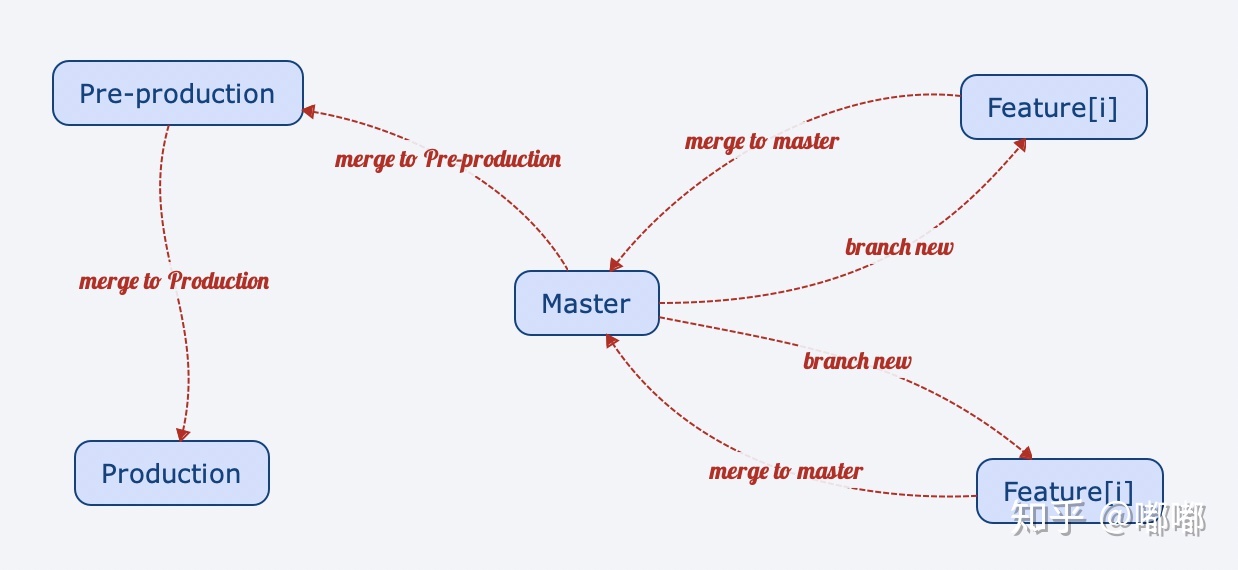 Pre-production
Feature[i]
merge to master
merge to Pre-production
branch new
merge to Production
Master
branch new
merge to master
Production
Feature[i]
知乎 @嘟嘟